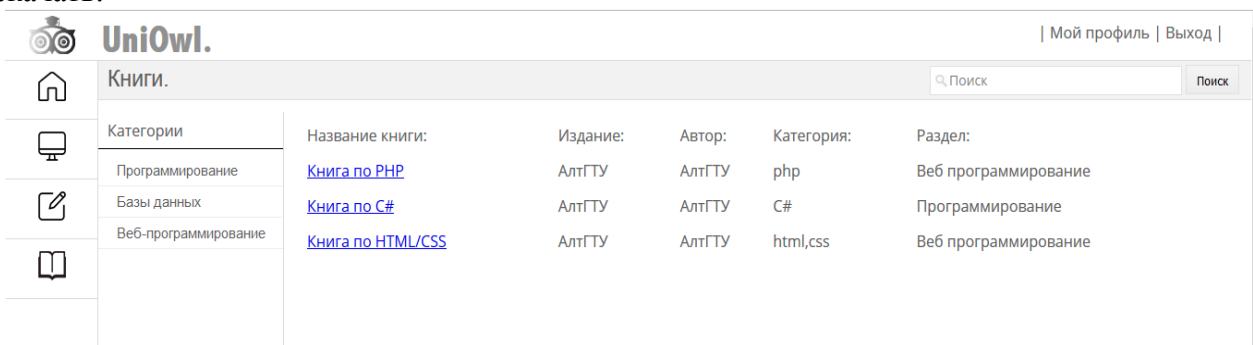 UniOwl.
| Мой профиль | Выход |
Книги.
Поиск
Поиск
Категории
Программирование
Базы данных
Веб-программирование
Название книги: Издание: Автор: Категория: Раздел:
Книга по PHP АлтГТУ АлтГТУ php Веб программирование
Книга по C# АлтГТУ АлтГТУ C# Программирование
Книга по HTML/CSS АлтГТУ АлтГТУ html,css Веб программирование